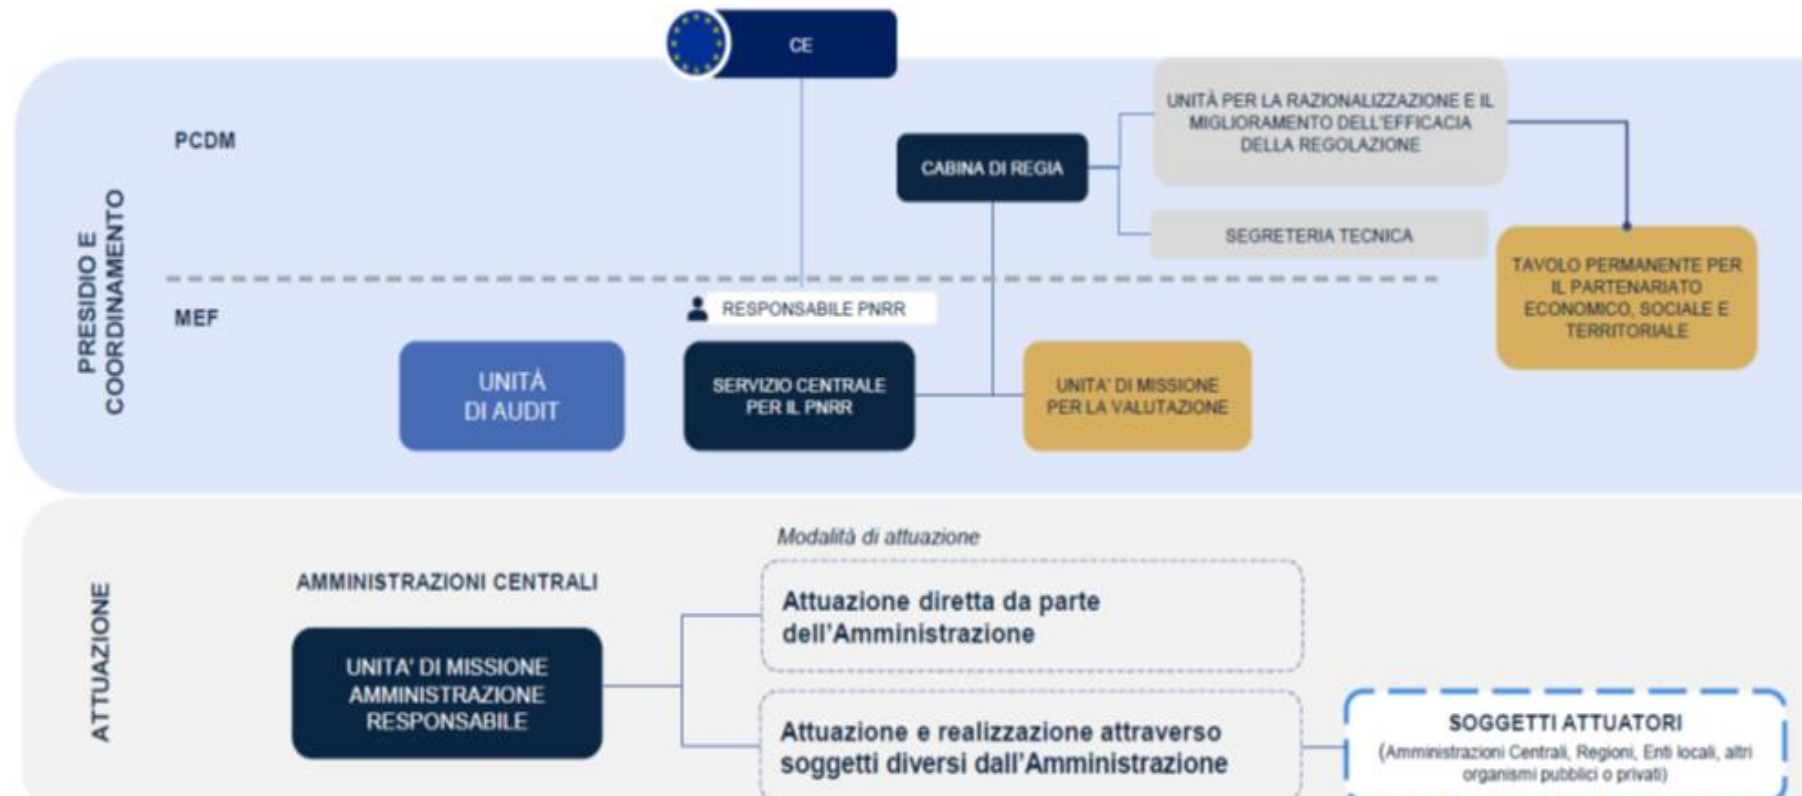 CE
PCDM
UNITÀ PER LA RAZIONALIZZAZIONE E IL
MIGLIORAMENTO DELL'EFFICACIA
DELLA REGOLAZIONE
CABINA DI REGIA
SEGRETERIA TECNICA
TAVOLO PERMANENTE PER
IL PARTENARIATO
ECONOMICO, SOCIALE E
TERRITORIALE
PRESIDIO E
COORDINAMENTO
MEF
RESPONSABILE PNRR
UNITÀ
DI AUDIT
SERVIZIO CENTRALE
PER IL PNRR
UNITA' DI MISSIONE
PER LA VALUTAZIONE
Modalità di attuazione
AMMINISTRAZIONI CENTRALI
ATTUAZIONE
Attuazione diretta da parte
dell'Amministrazione
UNITA' DI MISSIONE
AMMINISTRAZIONE
RESPONSABILE
Attuazione e realizzazione attraverso
soggetti diversi dall'Amministrazione
SOGGETTI ATTUATORI
(Amministrazioni Centrali, Regioni, Enti locali, altri
organismi pubblici o privati)